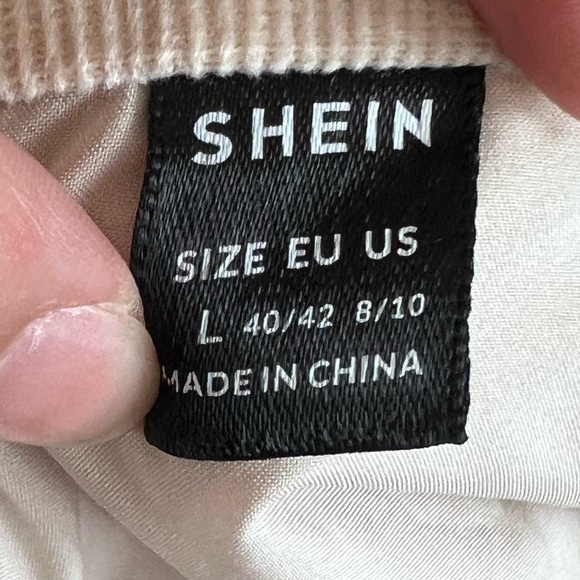 SHEIN
SIZE EU US
L 40/42 8/10
MADE IN CHINA